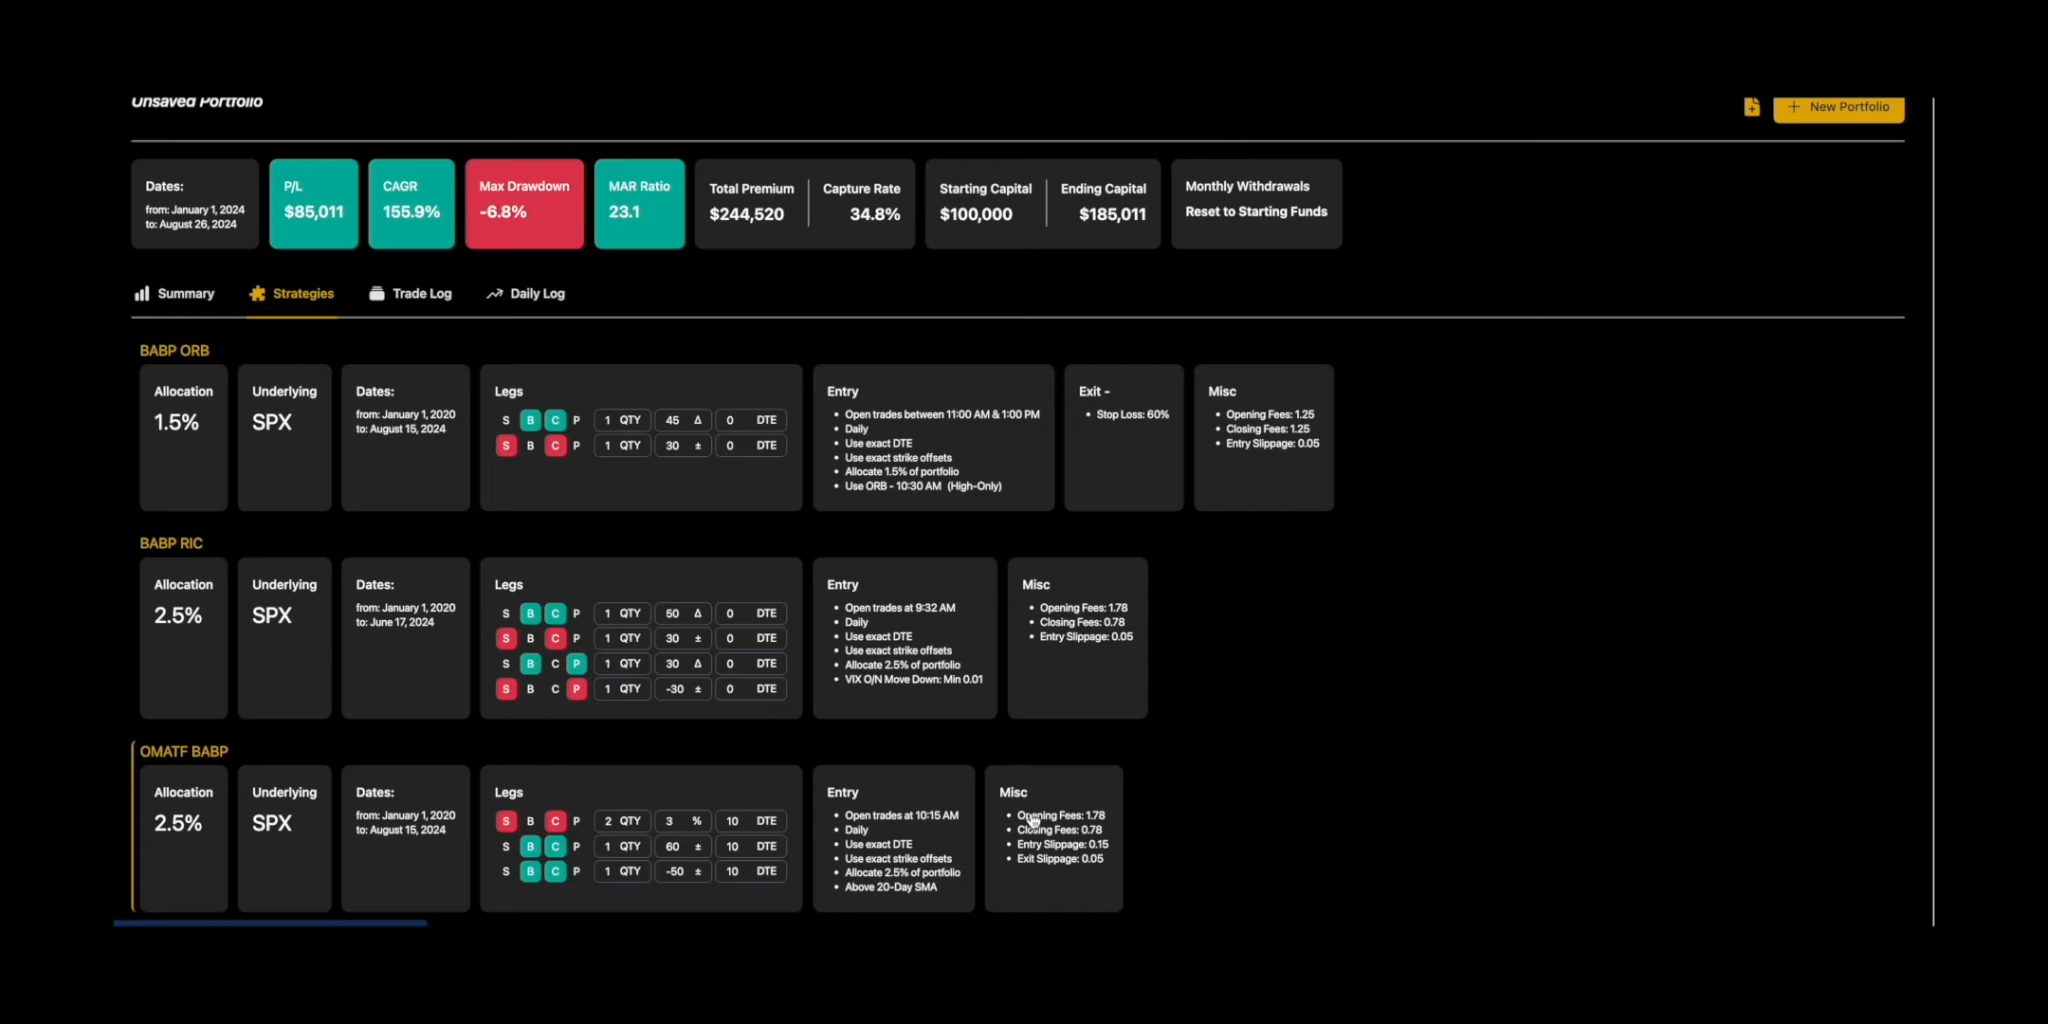 Unsaved Portfolio
New Portfolio
Dates:
from: January 1, 2024
to: August 26, 2024
P/L
$85,011
CAGR
155.9%
Max Drawdown
-6.8%
MAR Ratio
23.1
Total Premium
$244,520
Capture Rate
34.8%
Starting Capital
$100,000
Ending Capital
$185,011
Monthly Withdrawals
Reset to Starting Funds
Summary
Strategies
Trade Log
Daily Log
BABP ORB
Allocation
1.5%
Underlying
SPX
Dates:
from: January 1, 2020
to: August 15, 2024
Legs
S B C P 1 QTY 45 Δ 0 DTE
S B C P 1 QTY 30 ± 0 DTE
Entry
• Open trades between 11:00 AM & 1:00 PM
• Daily
• Use exact DTE
• Use exact strike offsets
• Allocate 1.5% of portfolio
• Use ORB - 10:30 AM (High-Only)
Exit -
• Stop Loss: 60%
Misc
• Opening Fees: 1.25
• Closing Fees: 1.25
• Entry Slippage: 0.05
BABP RIC
Allocation
2.5%
Underlying
SPX
Dates:
from: January 1, 2020
to: June 17, 2024
Legs
S B C P 1 QTY 50 Δ 0 DTE
S B C P 1 QTY 30 ± 0 DTE
S B C P 1 QTY 30 Δ 0 DTE
S B C P 1 QTY -30 ± 0 DTE
Entry
• Open trades at 9:32 AM
• Daily
• Use exact DTE
• Use exact strike offsets
• Allocate 2.5% of portfolio
• VIX O/N Move Down: Min 0.01
Misc
• Opening Fees: 1.78
• Closing Fees: 0.78
• Entry Slippage: 0.05
OMATF BABP
Allocation
2.5%
Underlying
SPX
Dates:
from: January 1, 2020
to: August 15, 2024
Legs
S B C P 2 QTY 3 % 10 DTE
S B C P 1 QTY 60 ± 10 DTE
S B C P 1 QTY -50 ± 10 DTE
Entry
• Open trades at 10:15 AM
• Daily
• Use exact DTE
• Use exact strike offsets
• Allocate 2.5% of portfolio
• Above 20-Day SMA
Misc
• Opening Fees: 1.78
• Closing Fees: 0.78
• Entry Slippage: 0.15
• Exit Slippage: 0.05